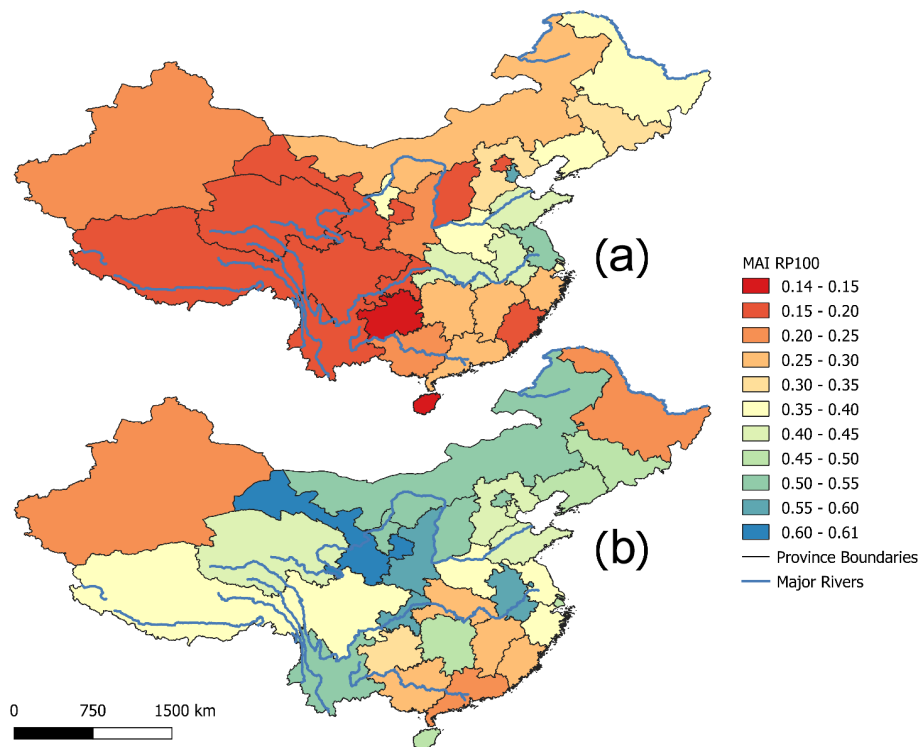 (a)
MAI RP100
0.14 - 0.15
0.15 - 0.20
0.20 - 0.25
0.25 - 0.30
0.30 - 0.35
0.35 - 0.40
0.40 - 0.45
0.45 - 0.50
0.50 - 0.55
0.55 - 0.60
0.60 - 0.61
Province Boundaries
Major Rivers
(b)
0 750 1500 km